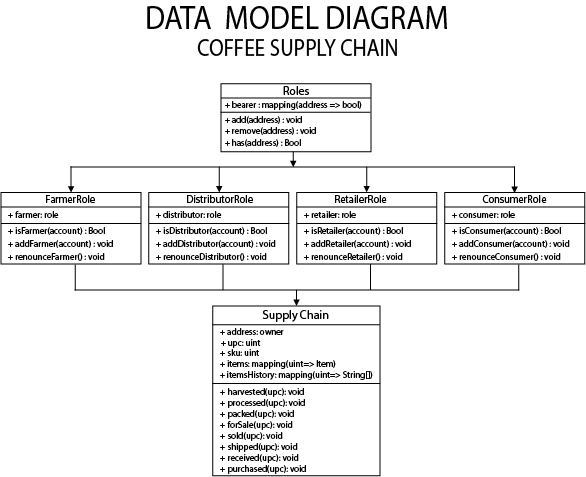 DATA MODEL DIAGRAM
COFFEE SUPPLY CHAIN
Roles
+ bearer : mapping(address => bool)
+ add(address) : void
+ remove(address) : void
+ has(address) : Bool
FarmerRole
+ farmer: role
+ isFarmer(account) : Bool
+ addFarmer(account) : void
+ renounceFarmer() : void
DistributorRole
+ distributor: role
+ isDistributor(account) : Bool
+ addDistributor(account) : void
+ renounceDistributor() : void
RetailerRole
+ retailer: role
+ isRetailer(account) : Bool
+ addRetailer(account) : void
+ renounceRetailer() : void
ConsumerRole
+ consumer: role
+ isConsumer(account) : Bool
+ addConsumer(account) : void
+ renounceConsumer() : void
Supply Chain
+ address: owner
+ upc: uint
+ sku: uint
+ items: mapping(uint=> Item)
+ itemsHistory: mapping(uint=> String[])
+ harvested(upc): void
+ processed(upc): void
+ packed(upc): void
+ forSale(upc): void
+ sold(upc): void
+ shipped(upc): void
+ received(upc): void
+ purchased(upc): void